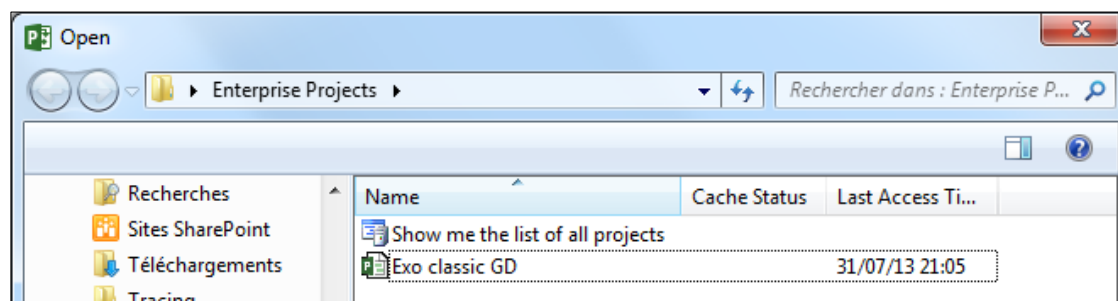 Open
Enterprise Projects
Rechercher dans : Enterprise P...
Recherches
Name Cache Status Last Access Ti...
Sites SharePoint
Show me the list of all projects
Téléchargements
Exo classic GD 31/07/13 21:05
Tracing